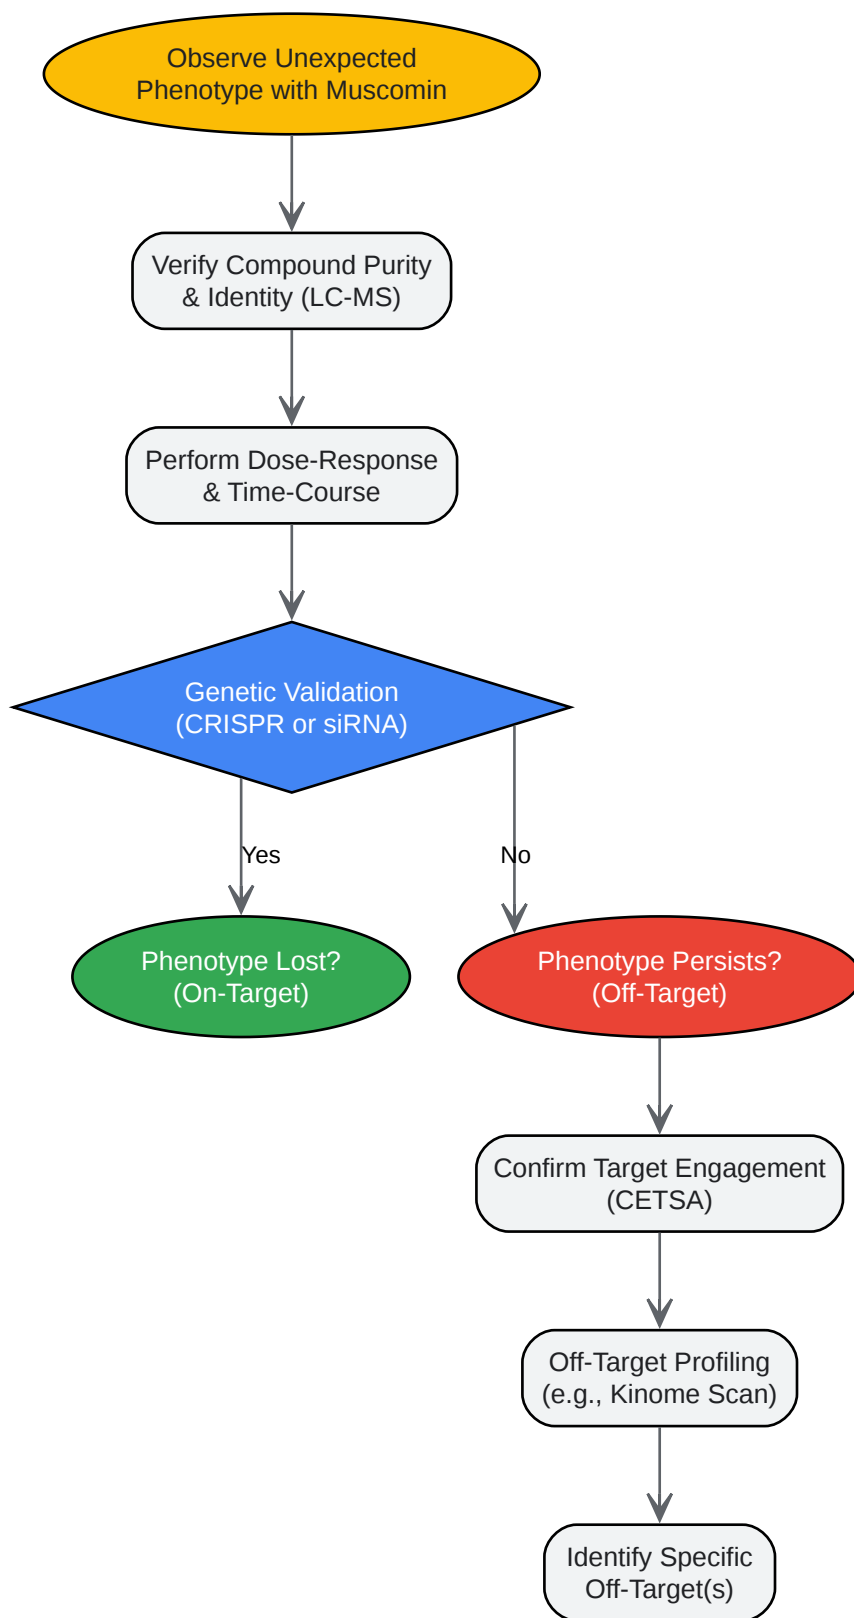 Observe Unexpected
Phenotype with Muscomin
Verify Compound Purity
& Identity (LC-MS)
Perform Dose-Response
& Time-Course
Genetic Validation
(CRISPR or siRNA)
Yes
No
Phenotype Lost?
(On-Target)
Phenotype Persists?
(Off-Target)
Confirm Target Engagement
(CETSA)
Off-Target Profiling
(e.g., Kinome Scan)
Identify Specific
Off-Target(s)